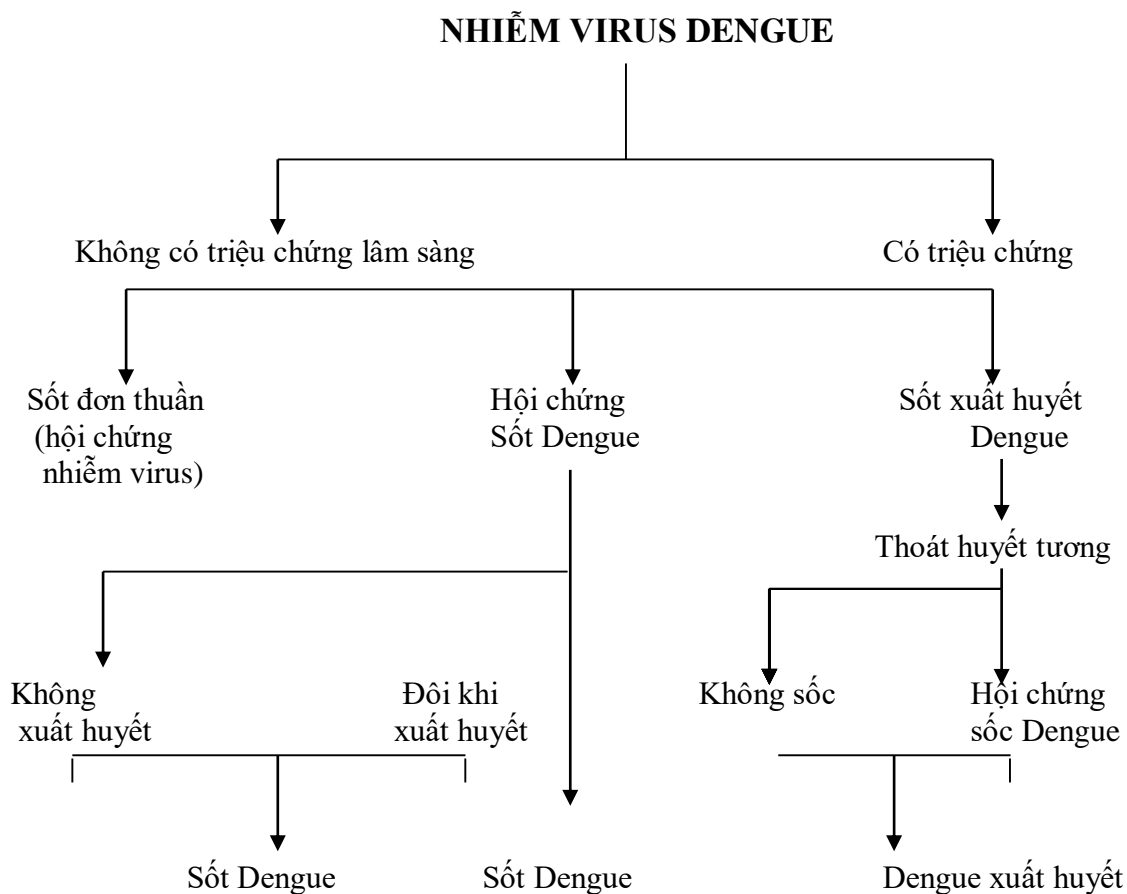 NHIỄM VIRUS DENGUE
Không có triệu chứng lâm sàng
Có triệu chứng
Sốt đơn thuần
(hội chứng
nhiễm virus)
Hội chứng
Sốt Dengue
Sốt xuất huyết
Dengue
Thoát huyết tương
Không
xuất huyết
Đôi khi
xuất huyết
Không sốc
Hội chứng
sốc Dengue
Sốt Dengue
Sốt Dengue
Dengue xuất huyết